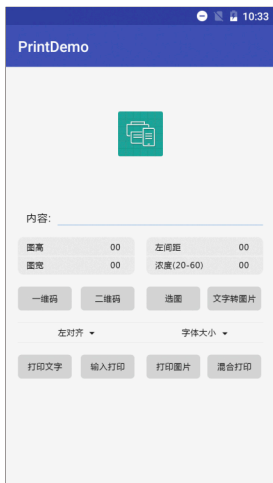 10:33
PrintDemo
内容:
图高 00 左间距 00
图宽 00 浓度(20-60) 00
一维码 二维码 选图 文字转图片
左对齐 字体大小
打印文字 输入打印 打印图片 混合打印